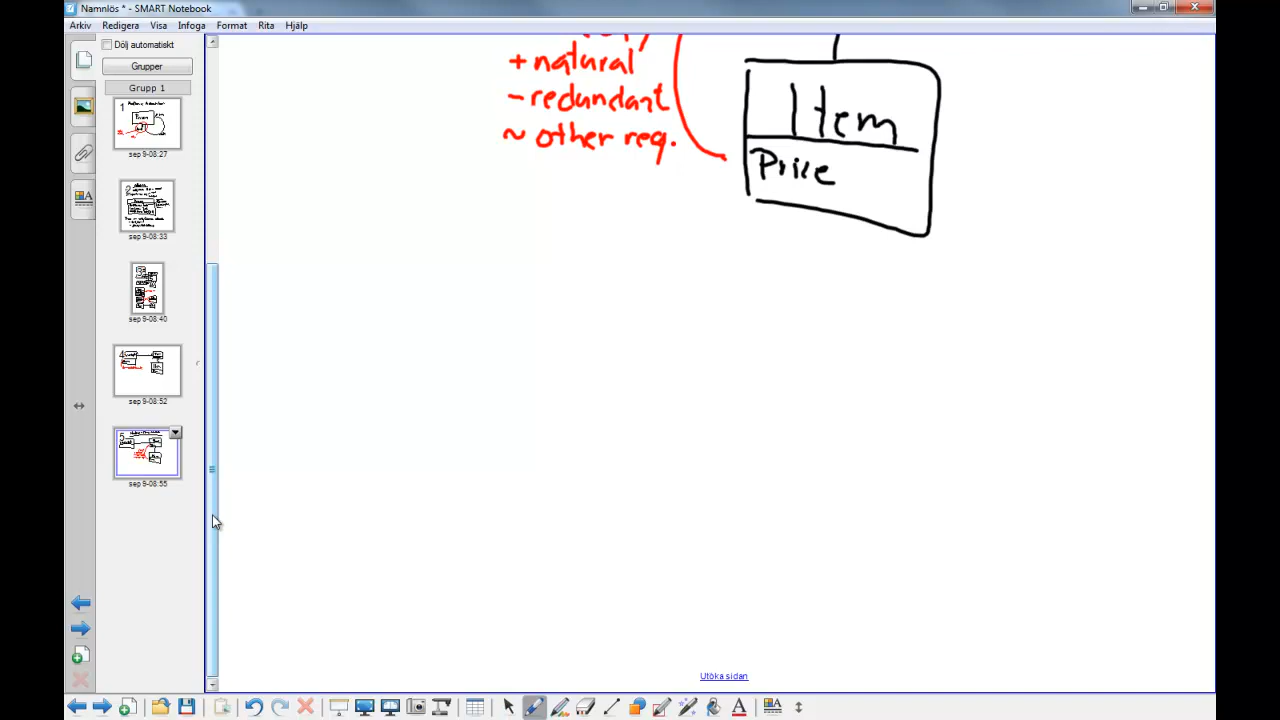 Namnlös * - SMART Notebook
Arkiv Redigera Visa Infoga Format Rita Hjälp
Dölj automatiskt
Grupper
Grupp 1
sep 9-08:27
sep 9-08:33
sep 9-08:40
sep 9-08:52
sep 9-08:55
+ natural
- redundant
~ other req.
Item
Price
Utöka sidan